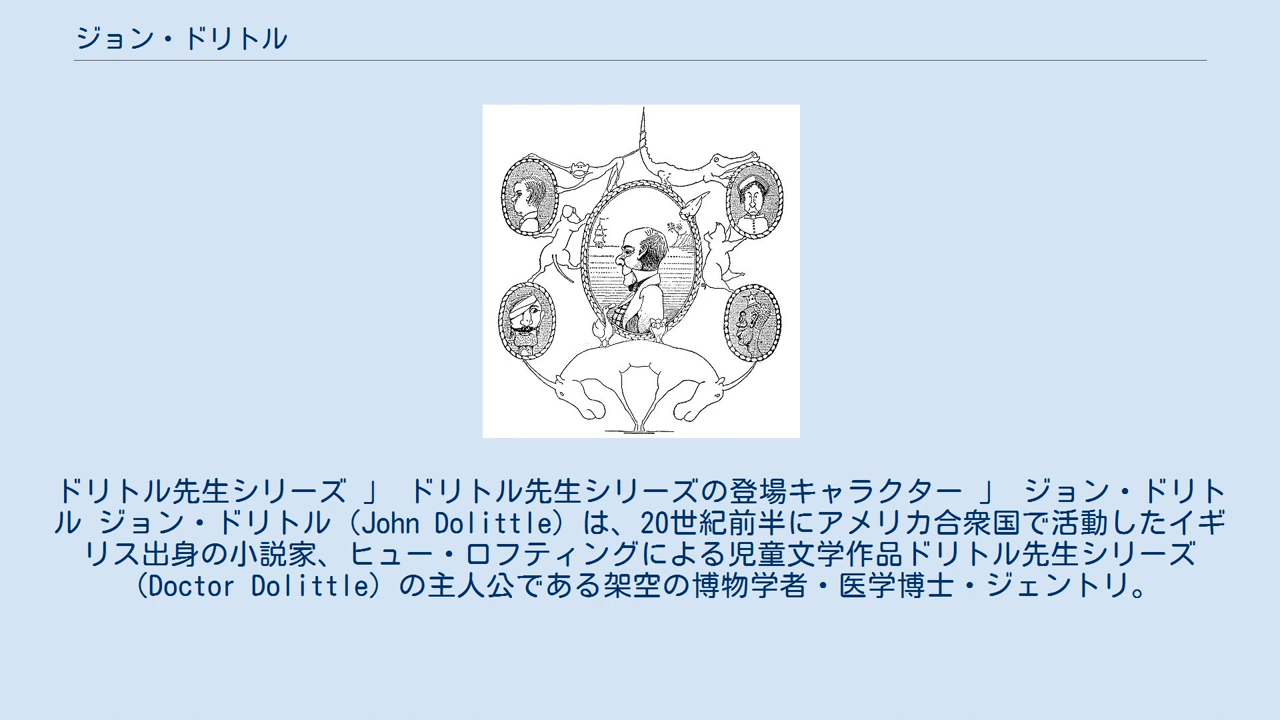 ジョン・ドリトル
ドリトル先生シリーズ 」 ドリトル先生シリーズの登場キャラクター 」 ジョン・ドリト
ル ジョン・ドリトル（John Dolittle）は、20世紀前半にアメリカ合衆国で活動したイギ
リス出身の小説家、ヒュー・ロフティングによる児童文学作品ドリトル先生シリーズ
（Doctor Dolittle）の主人公である架空の博物学者・医学博士・ジェントリ。